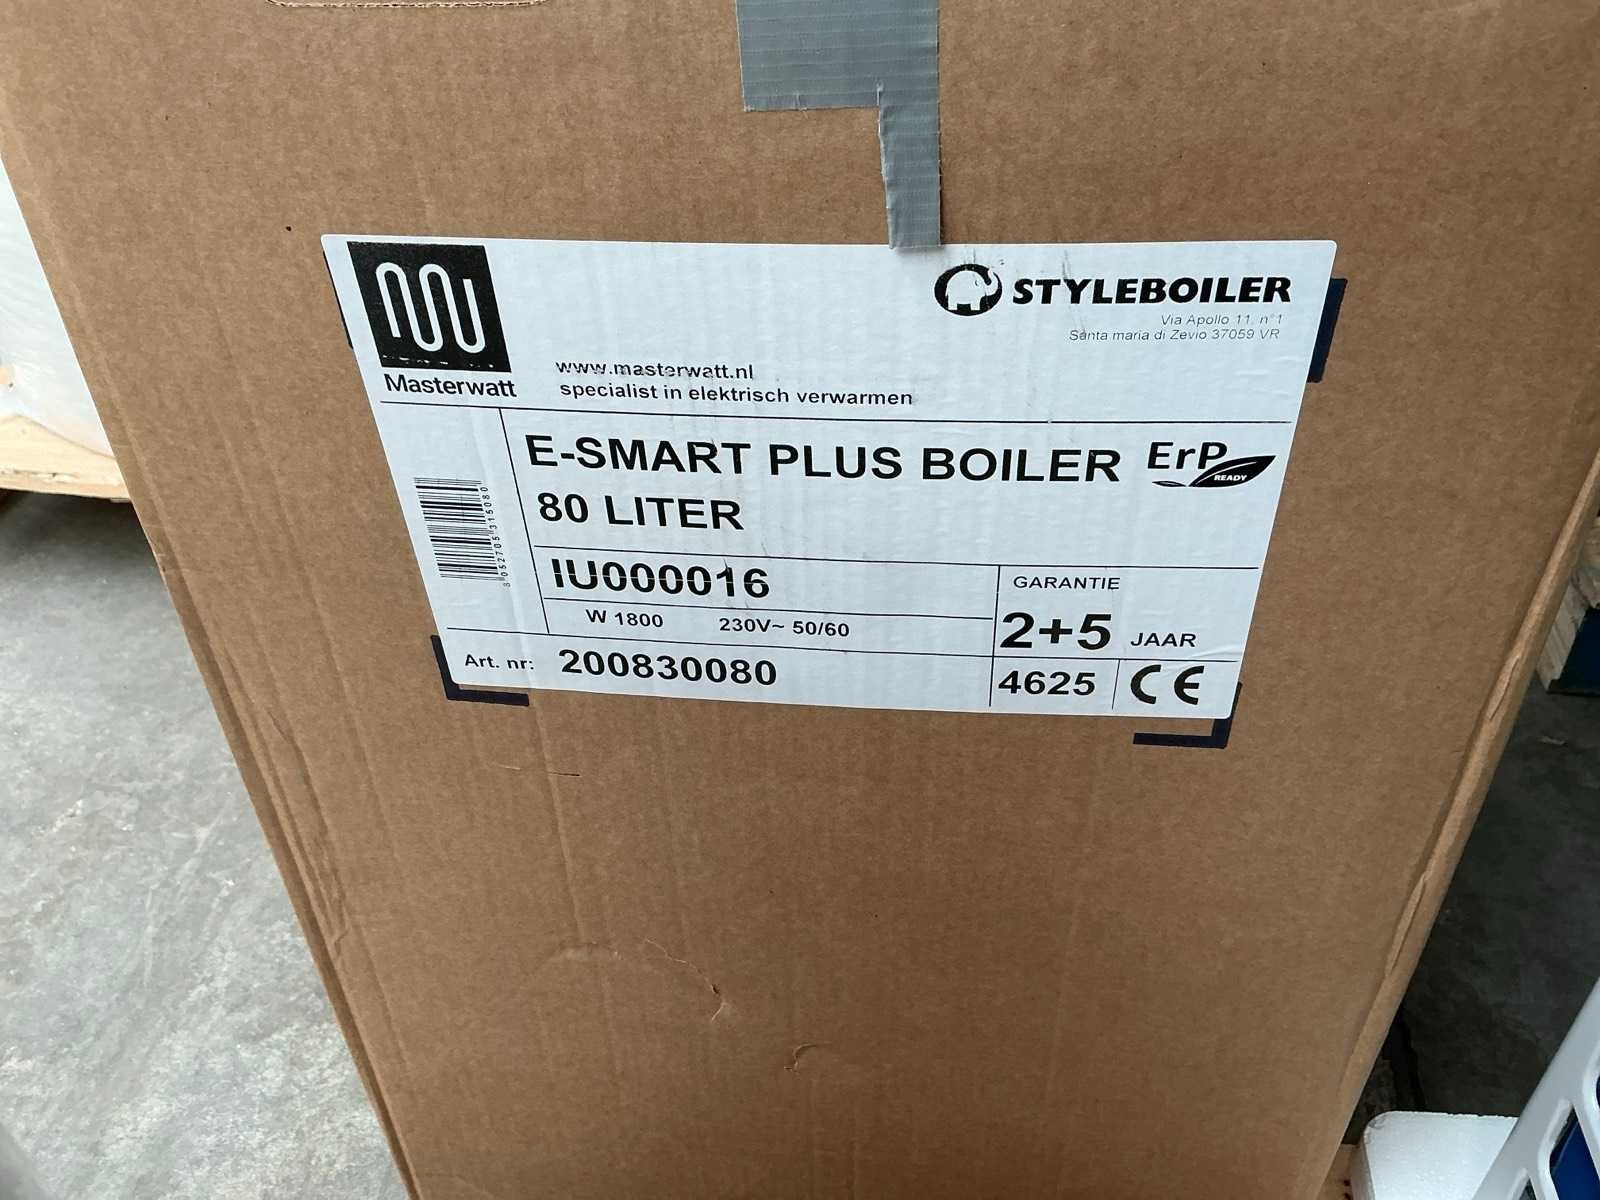 Masterwatt
www.masterwatt.nl
specialist in elektrisch verwarmen
STYLEBOILER
Via Apollo 11, n°1
Santa maria di Zevio 37059 VR
E-SMART PLUS BOILER
80 LITER
ErP
READY
8052705315080
IU000016
W 1800 230V~ 50/60
GARANTIE
2+5 JAAR
Art. nr: 200830080
4625
CE